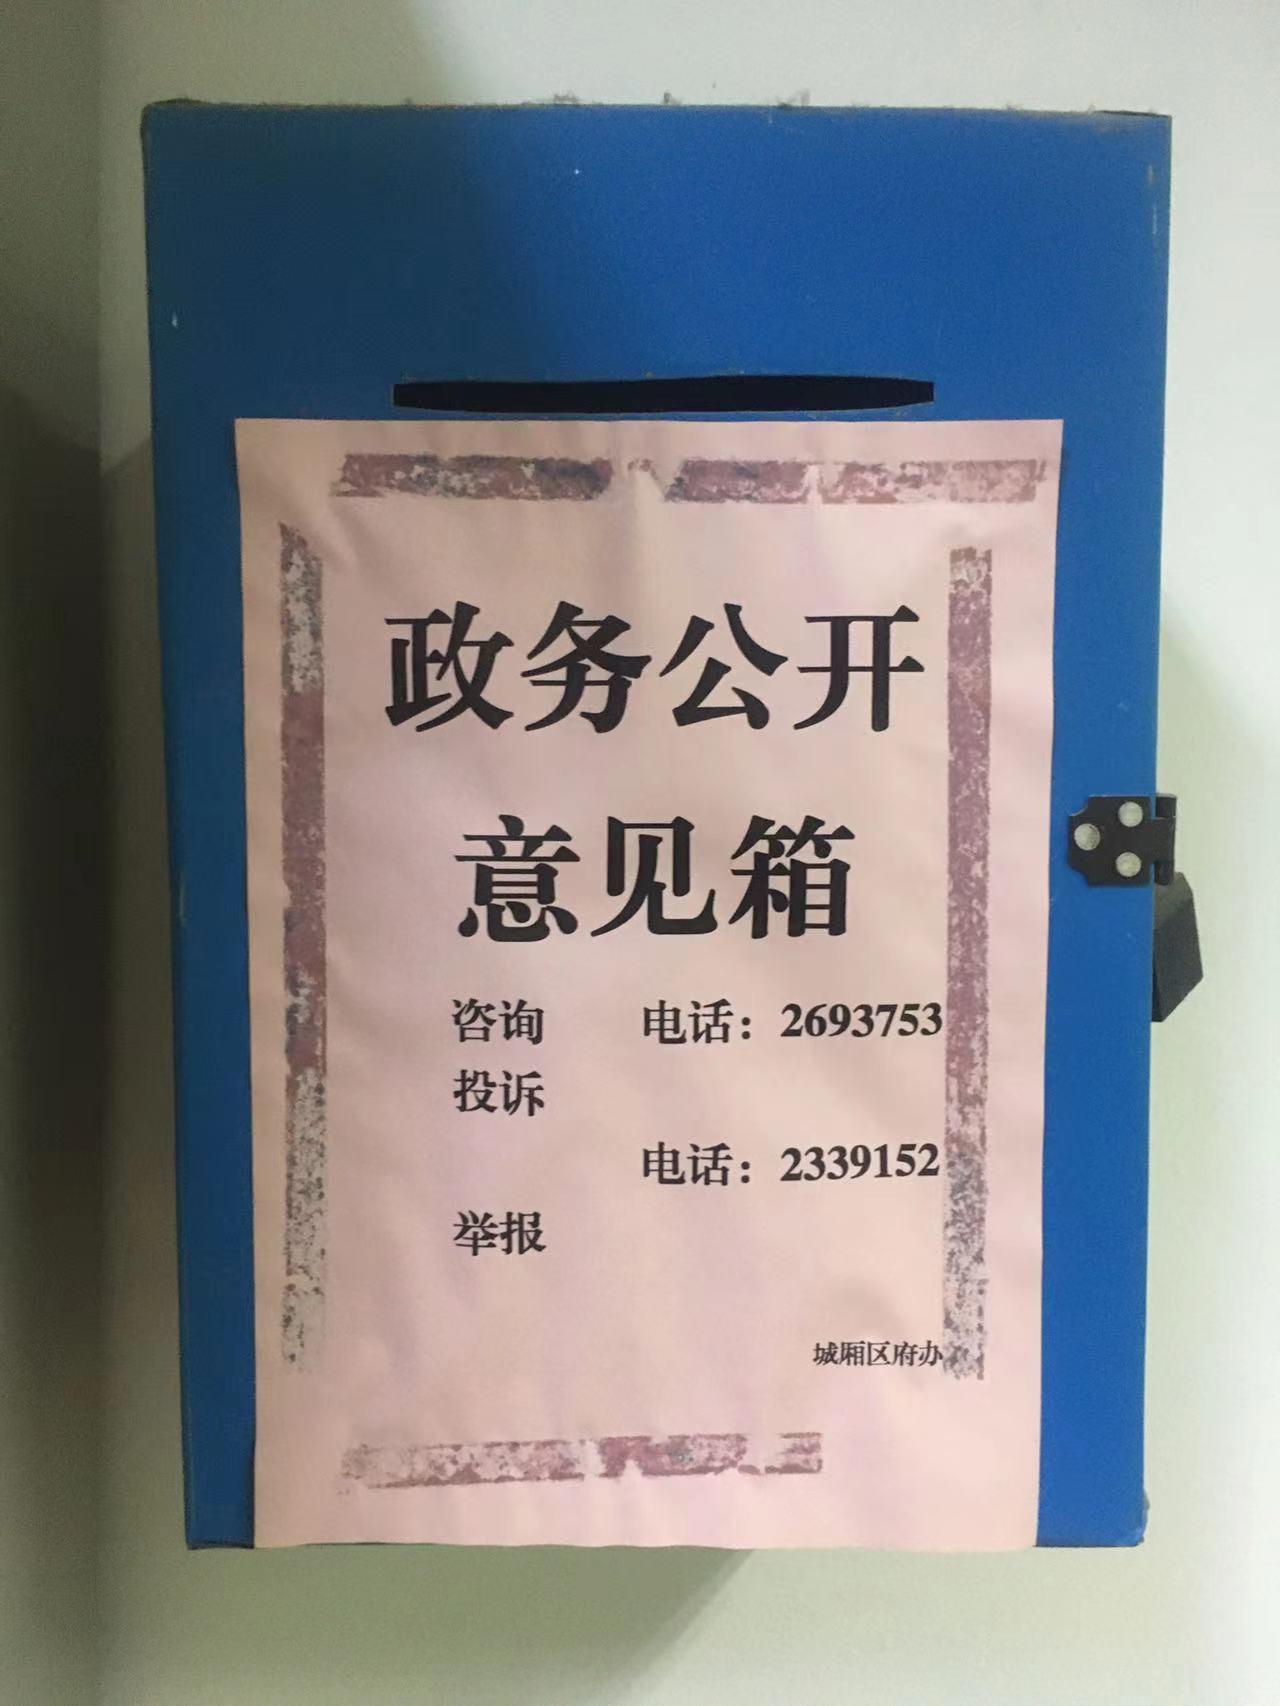 政务公开
意见箱
咨询 电话：2693753
投诉
电话：2339152
举报
城厢区府办